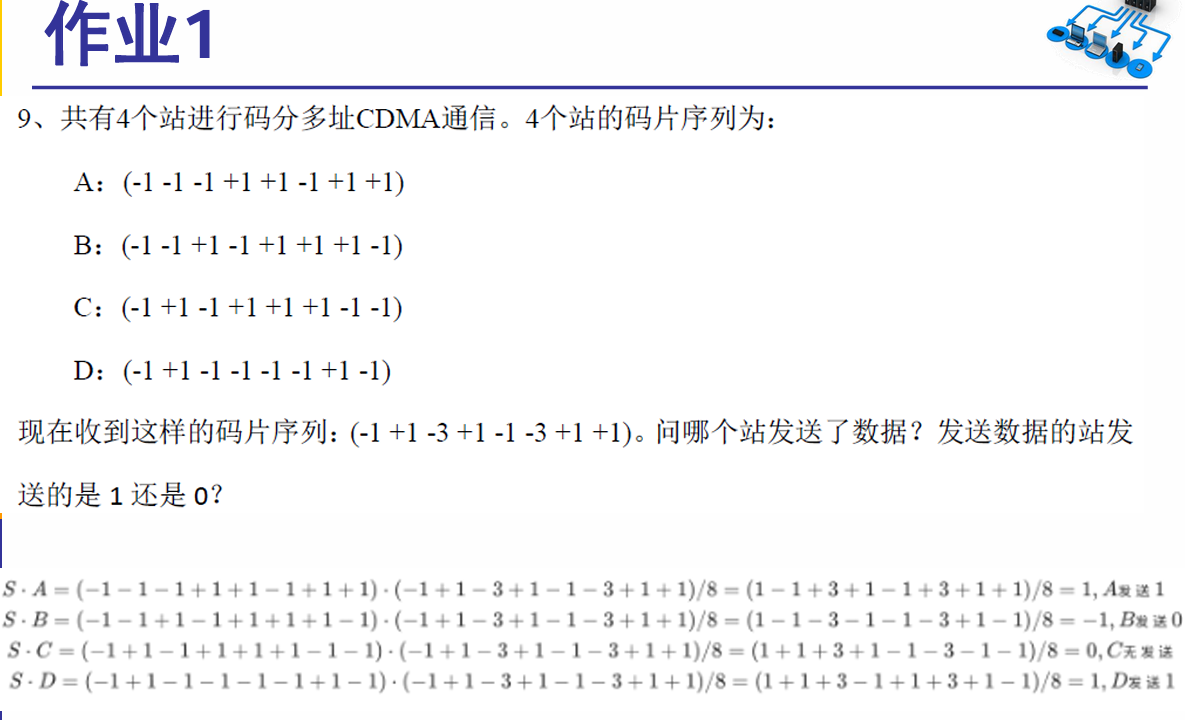 作业1
9、共有4个站进行码分多址CDMA通信。4个站的码片序列为：
A：(-1 -1 -1 +1 +1 -1 +1 +1)
B：(-1 -1 +1 -1 +1 +1 +1 -1)
C：(-1 +1 -1 +1 +1 +1 -1 -1)
D：(-1 +1 -1 -1 -1 -1 +1 -1)
现在收到这样的码片序列：(-1 +1 -3 +1 -1 -3 +1 +1)。问哪个站发送了数据？发送数据的站发
送的是 1 还是 0？
S · A = (−1 − 1 − 1 + 1 + 1 − 1 + 1 + 1) · (−1 + 1 − 3 + 1 − 1 − 3 + 1 + 1)/8 = (1 − 1 + 3 + 1 − 1 + 3 + 1 + 1)/8 = 1, A发送1
S · B = (−1 − 1 + 1 − 1 + 1 + 1 + 1 − 1) · (−1 + 1 − 3 + 1 − 1 − 3 + 1 + 1)/8 = (1 − 1 − 3 − 1 − 1 − 3 + 1 − 1)/8 = −1, B发送0
S · C = (−1 + 1 − 1 + 1 + 1 + 1 − 1 − 1) · (−1 + 1 − 3 + 1 − 1 − 3 + 1 + 1)/8 = (1 + 1 + 3 + 1 − 1 − 3 − 1 − 1)/8 = 0, C无发送
S · D = (−1 + 1 − 1 − 1 − 1 − 1 + 1 − 1) · (−1 + 1 − 3 + 1 − 1 − 3 + 1 + 1)/8 = (1 + 1 + 3 − 1 + 1 + 3 + 1 − 1)/8 = 1, D发送1